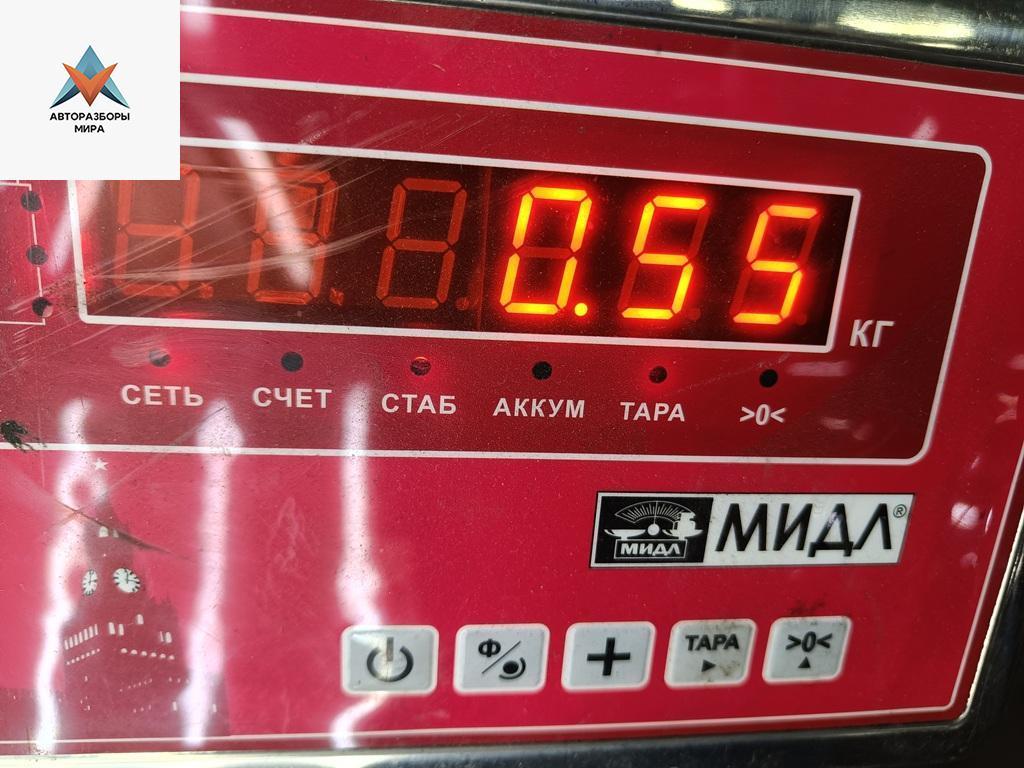 АВТОРАЗБОРЫ
МИРА
0.55
КГ
СЕТЬ СЧЕТ СТАБ АККУМ ТАРА >0<
МИДЛ МИДЛ®
Ф ТАРА >0<